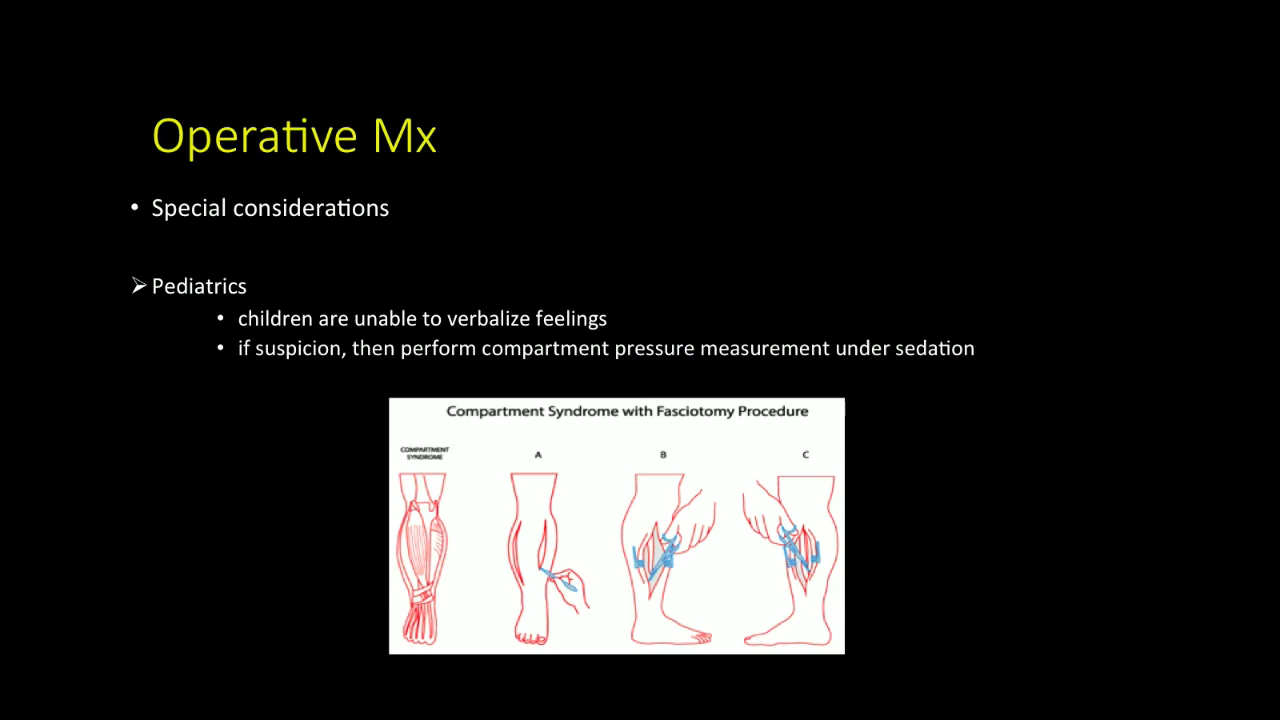 Operative Mx
• Special considerations
➢ Pediatrics
• children are unable to verbalize feelings
• if suspicion, then perform compartment pressure measurement under sedation
Compartment Syndrome with Fasciotomy Procedure
COMPARTMENT
SYNDROME
A
B
C